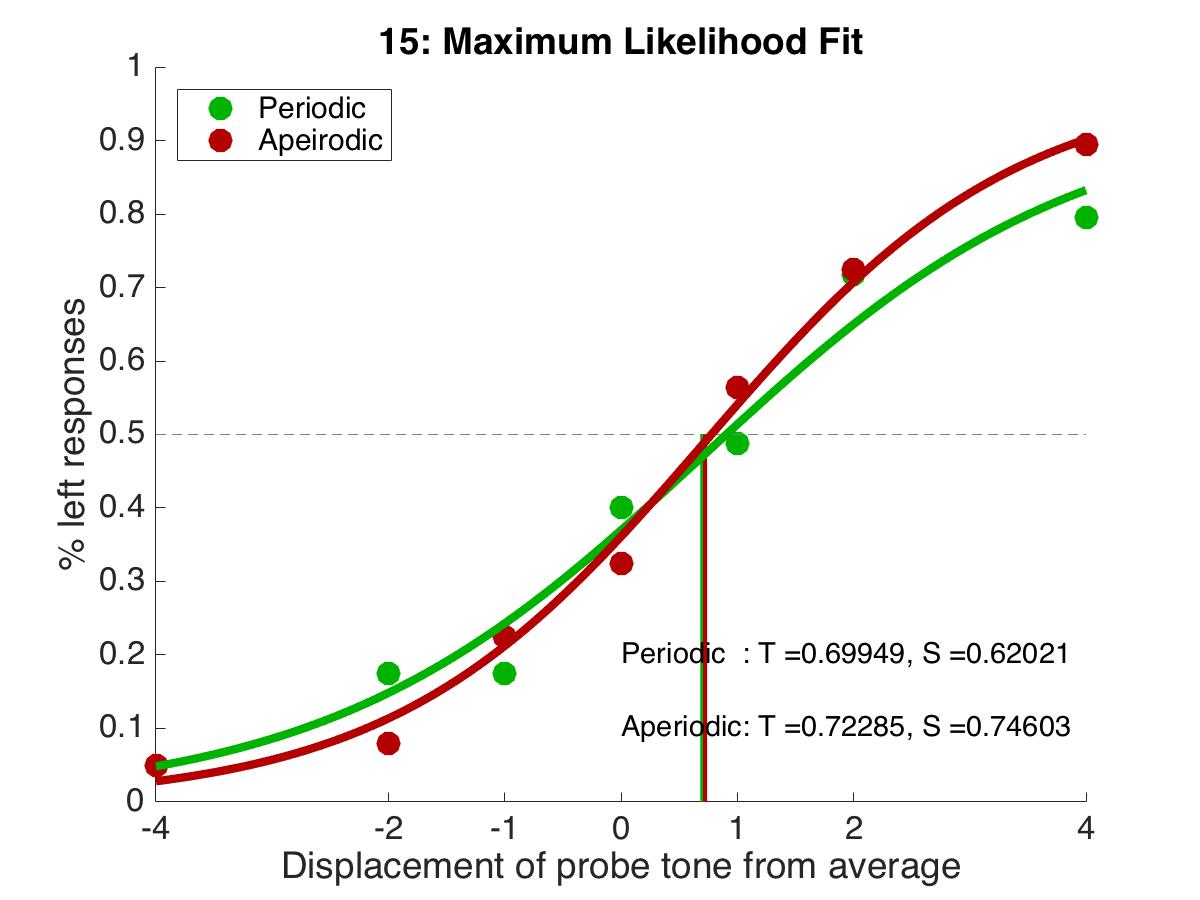 15: Maximum Likelihood Fit
1
Periodic
Apeirodic
0.9
0.8
0.7
0.6
0.5
0.4
0.3
0.2
0.1
0
% left responses
Periodic : T =0.69949, S =0.62021
Aperiodic: T =0.72285, S =0.74603
-4 -2 -1 0 1 2 4
Displacement of probe tone from average